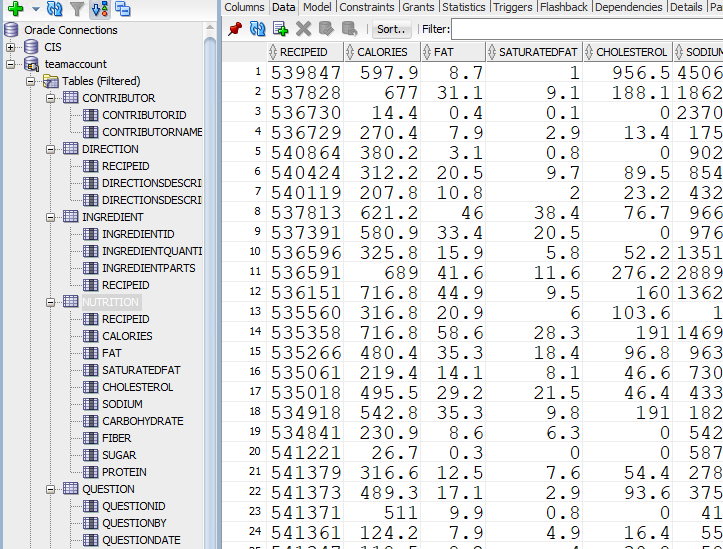 Columns Data Model Constraints Grants Statistics Triggers Flashback Dependencies Details Pa
Sort.. Filter:
Oracle Connections
CIS
teamaccount
Tables (Filtered)
CONTRIBUTOR
CONTRIBUTORID
CONTRIBUTORNAME
DIRECTION
RECIPEID
DIRECTIONSDESCRI
DIRECTIONSDESCRI
INGREDIENT
INGREDIENTID
INGREDIENTQUANTI
INGREDIENTPARTS
RECIPEID
NUTRITION
RECIPEID
CALORIES
FAT
SATURATEDFAT
CHOLESTEROL
SODIUM
CARBOHYDRATE
FIBER
SUGAR
PROTEIN
QUESTION
QUESTIONID
QUESTIONBY
QUESTIONDATE
RECIPEID CALORIES FAT SATURATEDFAT CHOLESTEROL SODIUM
1 539847 597.9 8.7 1 956.5 4506
2 537828 677 31.1 9.1 188.1 1862
3 536730 14.4 0.4 0.1 0 2370
4 536729 270.4 7.9 2.9 13.4 175
5 540864 380.2 3.1 0.8 0 902
6 540424 312.2 20.5 9.7 89.5 854
7 540119 207.8 10.8 2 23.2 432
8 537813 621.2 46 38.4 76.7 966
9 537391 580.9 33.4 20.5 0 976
10 536596 325.8 15.9 5.8 52.2 1351
11 536591 689 41.6 11.6 276.2 2889
12 536151 716.8 44.9 9.5 160 1362
13 535560 316.8 20.9 6 103.6 1
14 535358 716.8 58.6 28.3 191 1469
15 535266 480.4 35.3 18.4 96.8 963
16 535061 219.4 14.1 8.1 46.6 730
17 535018 495.5 29.2 21.5 46.4 433
18 534918 542.8 35.3 9.8 191 182
19 534841 230.9 8.6 6.3 0 542
20 541221 26.7 0.3 0 0 587
21 541379 316.6 12.5 7.6 54.4 278
22 541373 489.3 17.1 2.9 93.6 375
23 541371 511 9.9 0.8 0 41
24 541361 124.2 7.9 4.9 16.4 55